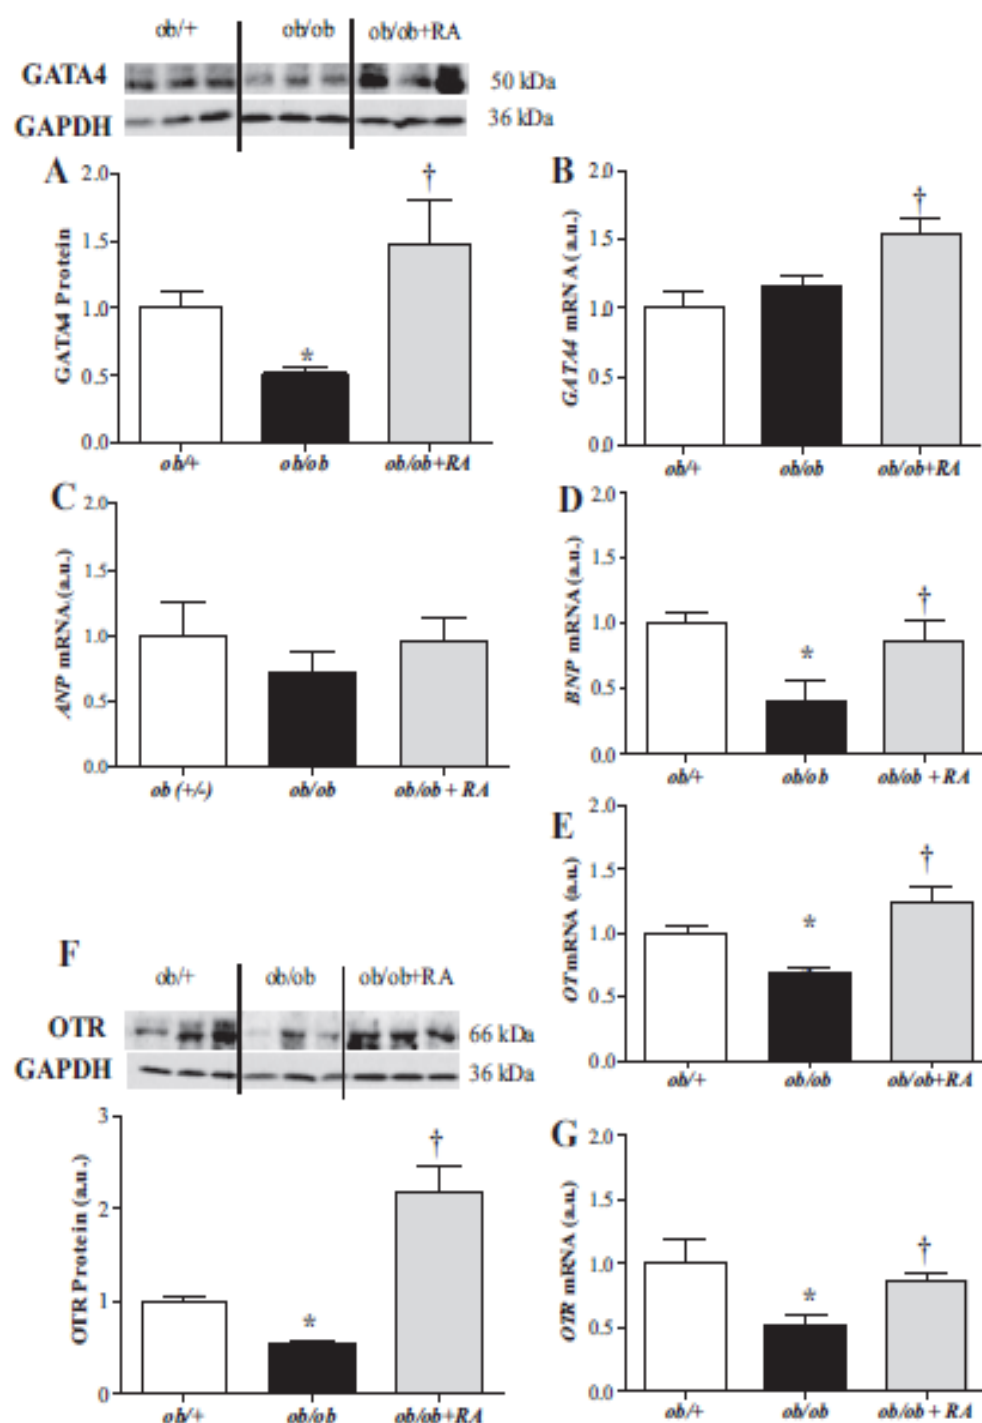 ob/+ ob/ob ob/ob+RA
GATA4 50 kDa
GAPDH 36 kDa
A
2.0
1.5
1.0
0.5
0.0
GATA4 Protein
*
†
ob/+ ob/ob ob/ob+RA
B
2.0
1.5
1.0
0.5
0.0
GATA4 mRNA (a.u.)
†
ob/+ ob/ob ob/ob+RA
C
2.0
1.5
1.0
0.5
0.0
ANP mRNA (a.u.)
ob (+/-) ob/ob ob/ob + RA
D
2.0
1.5
1.0
0.5
0.0
BNP mRNA (a.u.)
*
†
ob/+ ob/ob ob/ob + RA
E
2.0
1.5
1.0
0.5
0.0
OT mRNA (a.u.)
*
†
ob/+ ob/ob ob/ob+RA
F
ob/+ ob/ob ob/ob+RA
OTR 66 kDa
GAPDH 36 kDa
3
2
1
0
OTR Protein (a.u.)
*
†
ob/+ ob/ob ob/ob+RA
G
2.0
1.5
1.0
0.5
0.0
OTR mRNA (a.u.)
*
†
ob/+ ob/ob ob/ob + RA